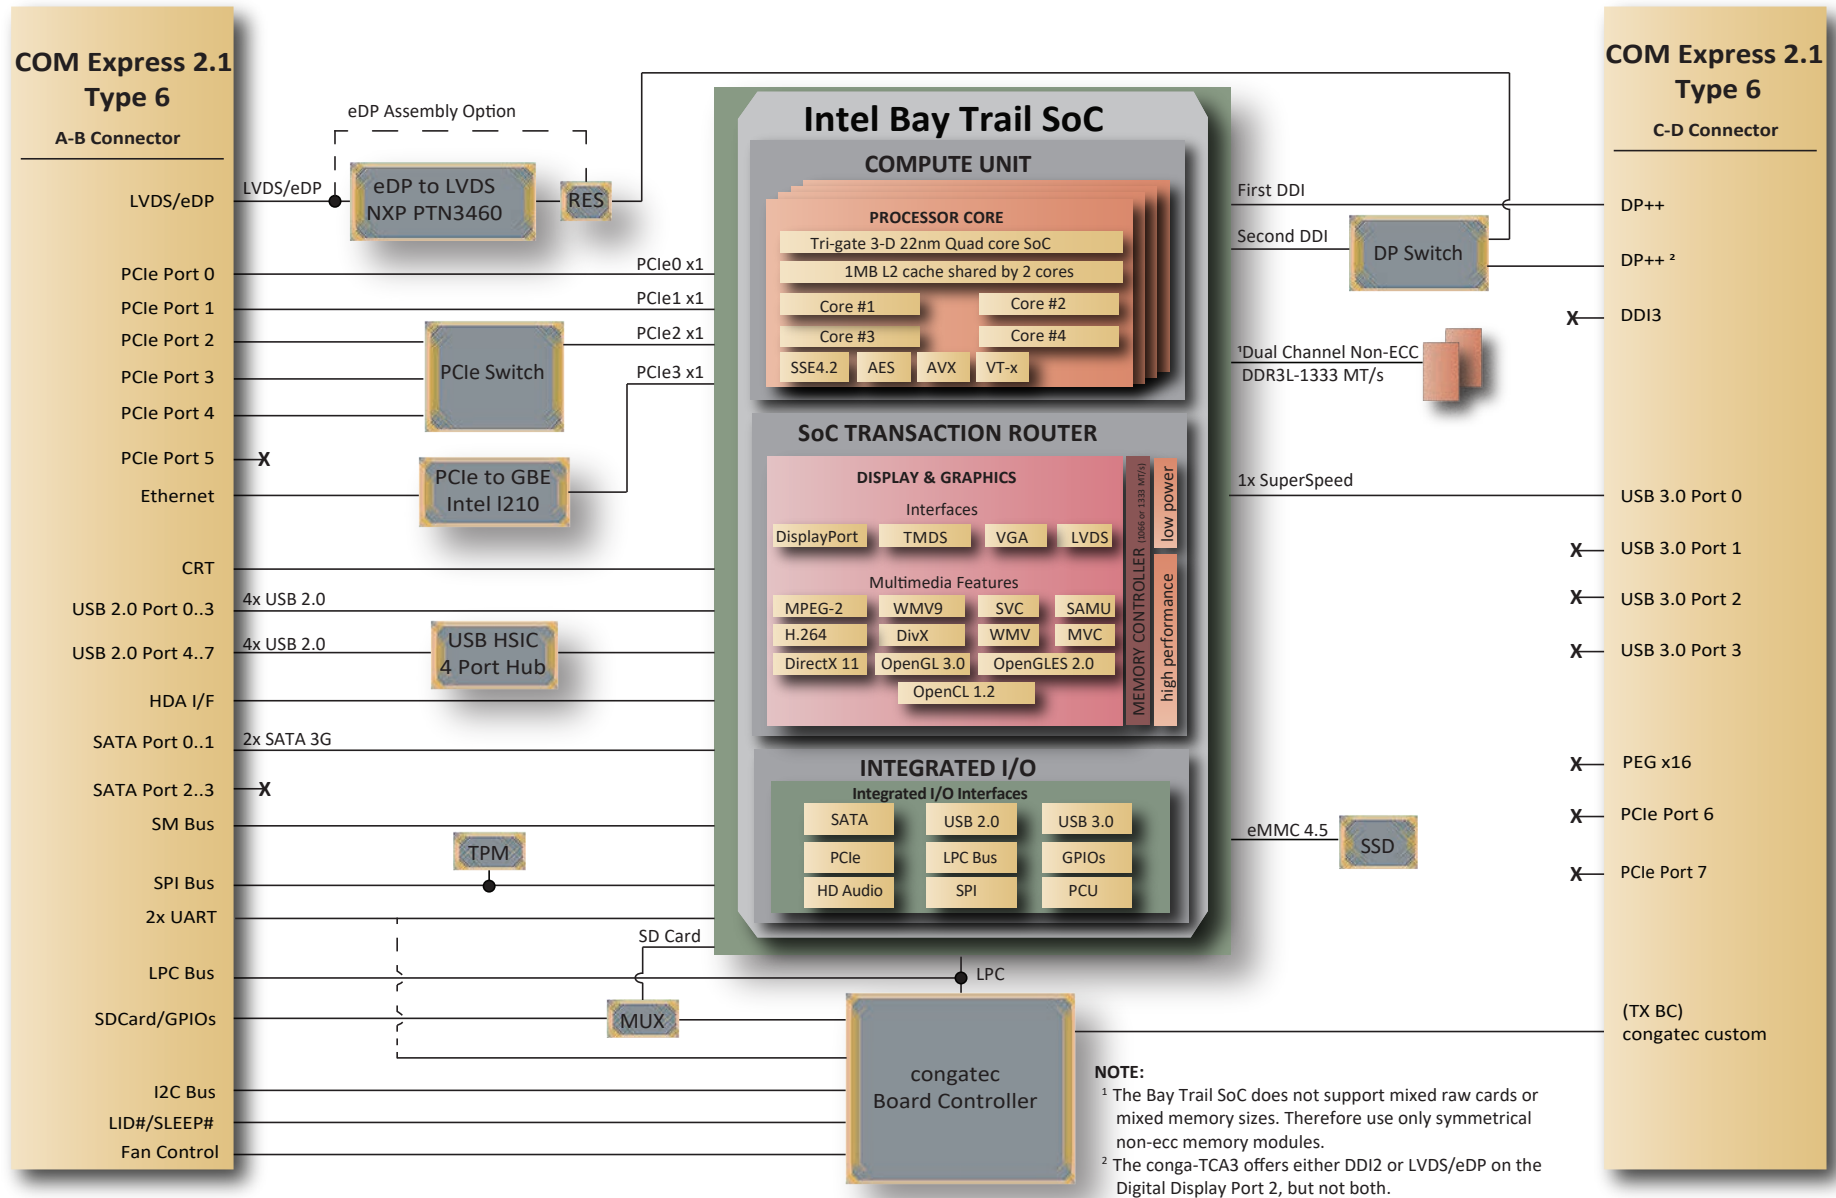 COM Express 2.1
Type 6
A-B Connector
LVDS/eDP
PCIe Port 0
PCIe Port 1
PCIe Port 2
PCIe Port 3
PCIe Port 4
PCIe Port 5
Ethernet
CRT
USB 2.0 Port 0..3
USB 2.0 Port 4..7
HDA I/F
SATA Port 0..1
SATA Port 2..3
SM Bus
SPI Bus
2x UART
LPC Bus
SDCard/GPIOs
I2C Bus
LID#/SLEEP#
Fan Control
eDP Assembly Option
LVDS/eDP
eDP to LVDS
NXP PTN3460
RES
PCIe0 x1
PCIe1 x1
PCIe2 x1
PCIe3 x1
PCIe Switch
X
PCIe to GBE
Intel I210
4x USB 2.0
4x USB 2.0
USB HSIC
4 Port Hub
2x SATA 3G
X
TPM
SD Card
MUX
LPC
congatec
Board Controller
Intel Bay Trail SoC
COMPUTE UNIT
PROCESSOR CORE
Tri-gate 3-D 22nm Quad core SoC
1MB L2 cache shared by 2 cores
Core #1 Core #2
Core #3 Core #4
SSE4.2 AES AVX VT-x
SoC TRANSACTION ROUTER
DISPLAY & GRAPHICS
Interfaces
DisplayPort TMDS VGA LVDS
Multimedia Features
MPEG-2 WMV9 SVC SAMU
H.264 DivX WMV MVC
DirectX 11 OpenGL 3.0 OpenGLES 2.0
OpenCL 1.2
MEMORY CONTROLLER (1066 or 1333 MT/s)
low power
high performance
INTEGRATED I/O
Integrated I/O Interfaces
SATA USB 2.0 USB 3.0
PCIe LPC Bus GPIOs
HD Audio SPI PCU
First DDI
Second DDI
DP Switch
¹Dual Channel Non-ECC
DDR3L-1333 MT/s
1x SuperSpeed
eMMC 4.5
SSD
COM Express 2.1
Type 6
C-D Connector
DP++
DP++ ²
X DDI3
USB 3.0 Port 0
X USB 3.0 Port 1
X USB 3.0 Port 2
X USB 3.0 Port 3
X PEG x16
X PCIe Port 6
X PCIe Port 7
(TX BC)
congatec custom
NOTE:
¹ The Bay Trail SoC does not support mixed raw cards or
mixed memory sizes. Therefore use only symmetrical
non-ecc memory modules.
² The conga-TCA3 offers either DDI2 or LVDS/eDP on the
Digital Display Port 2, but not both.